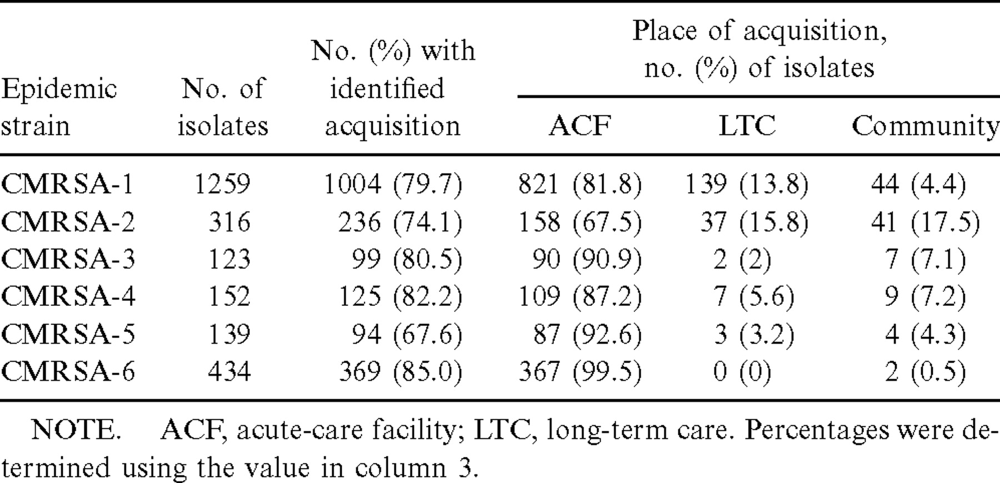 Epidemic strain | No. of isolates | No. (%) with identified acquisition | Place of acquisition, no. (%) of isolates
ACF | LTC | Community
CMRSA-1 1259 1004 (79.7) 821 (81.8) 139 (13.8) 44 (4.4)
CMRSA-2 316 236 (74.1) 158 (67.5) 37 (15.8) 41 (17.5)
CMRSA-3 123 99 (80.5) 90 (90.9) 2 (2) 7 (7.1)
CMRSA-4 152 125 (82.2) 109 (87.2) 7 (5.6) 9 (7.2)
CMRSA-5 139 94 (67.6) 87 (92.6) 3 (3.2) 4 (4.3)
CMRSA-6 434 369 (85.0) 367 (99.5) 0 (0) 2 (0.5)
NOTE. ACF, acute-care facility; LTC, long-term care. Percentages were de-
termined using the value in column 3.